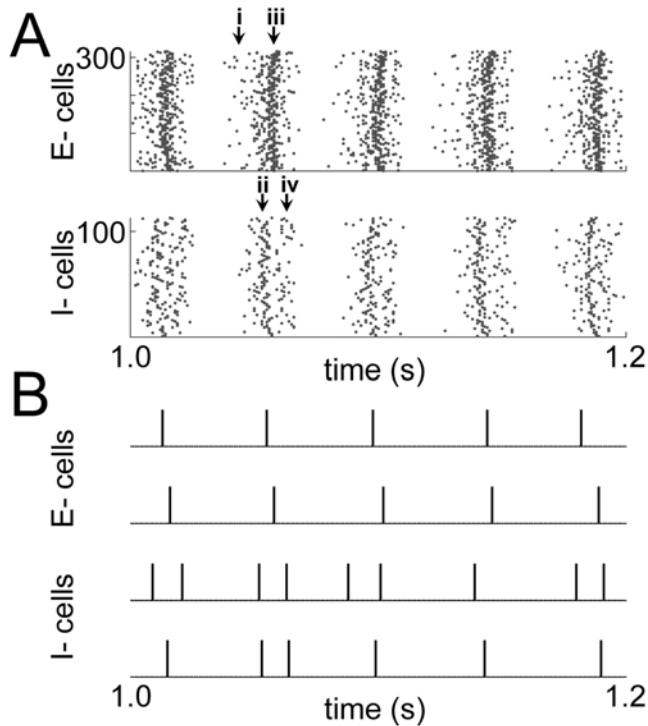 A
i iii
300
E- cells
ii iv
100
I- cells
1.0 time (s) 1.2
B
E- cells
I- cells
1.0 time (s) 1.2